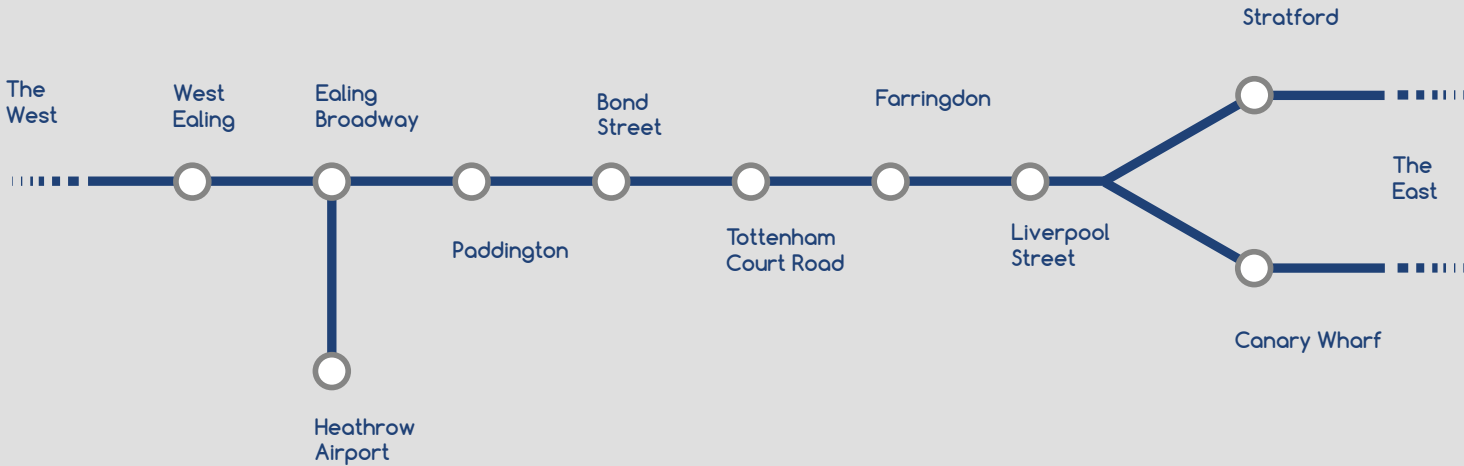 Stratford
The
West
West
Ealing
Ealing
Broadway
Bond
Street
Farringdon
The
East
Paddington
Tottenham
Court Road
Liverpool
Street
Canary Wharf
Heathrow
Airport